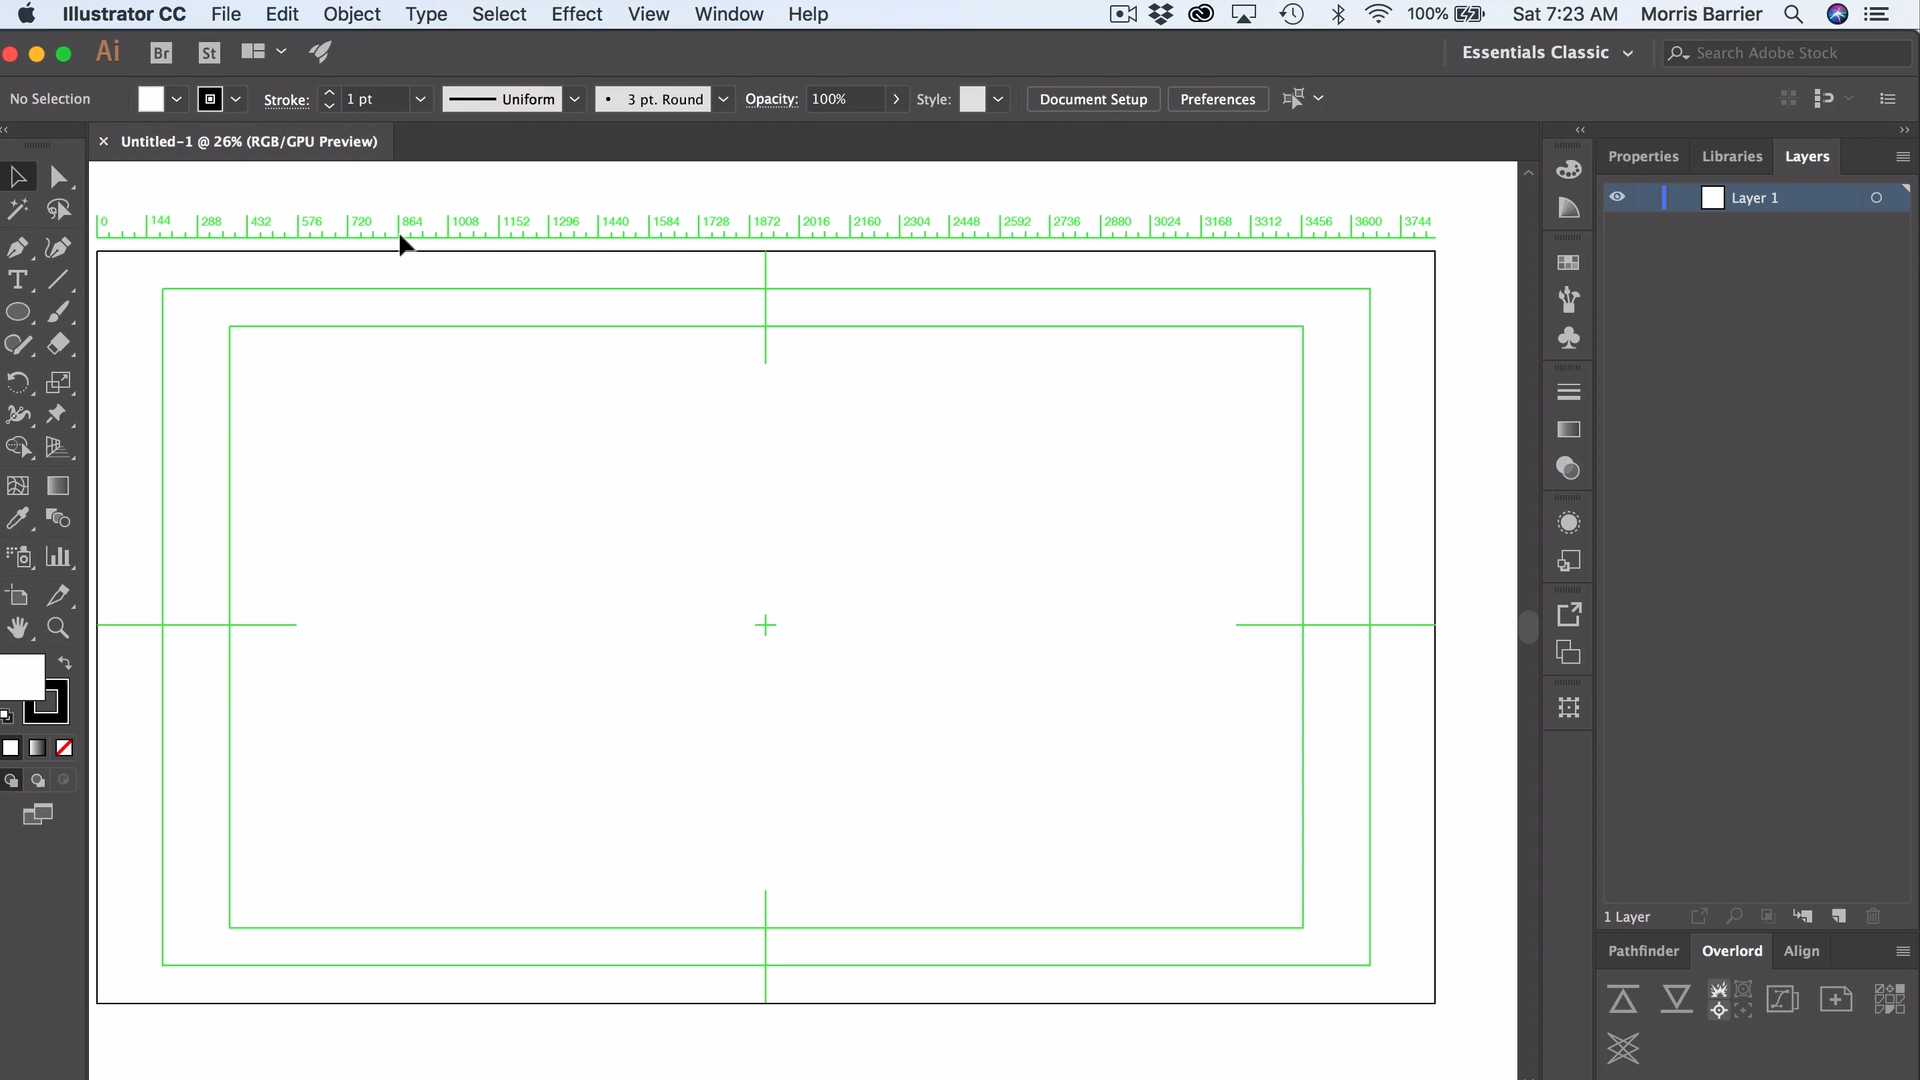 Illustrator CC File Edit Object Type Select Effect View Window Help 100% Sat 7:23 AM Morris Barrier
Ai Br St Essentials Classic Search Adobe Stock
No Selection Stroke: 1 pt Uniform 3 pt. Round Opacity: 100% Style: Document Setup Preferences
Untitled-1 @ 26% (RGB/GPU Preview)
Properties Libraries Layers
Layer 1
0 144 288 432 576 720 864 1008 1152 1296 1440 1584 1728 1872 2016 2160 2304 2448 2592 2736 2880 3024 3168 3312 3456 3600 3744
1 Layer
Pathfinder Overlord Align